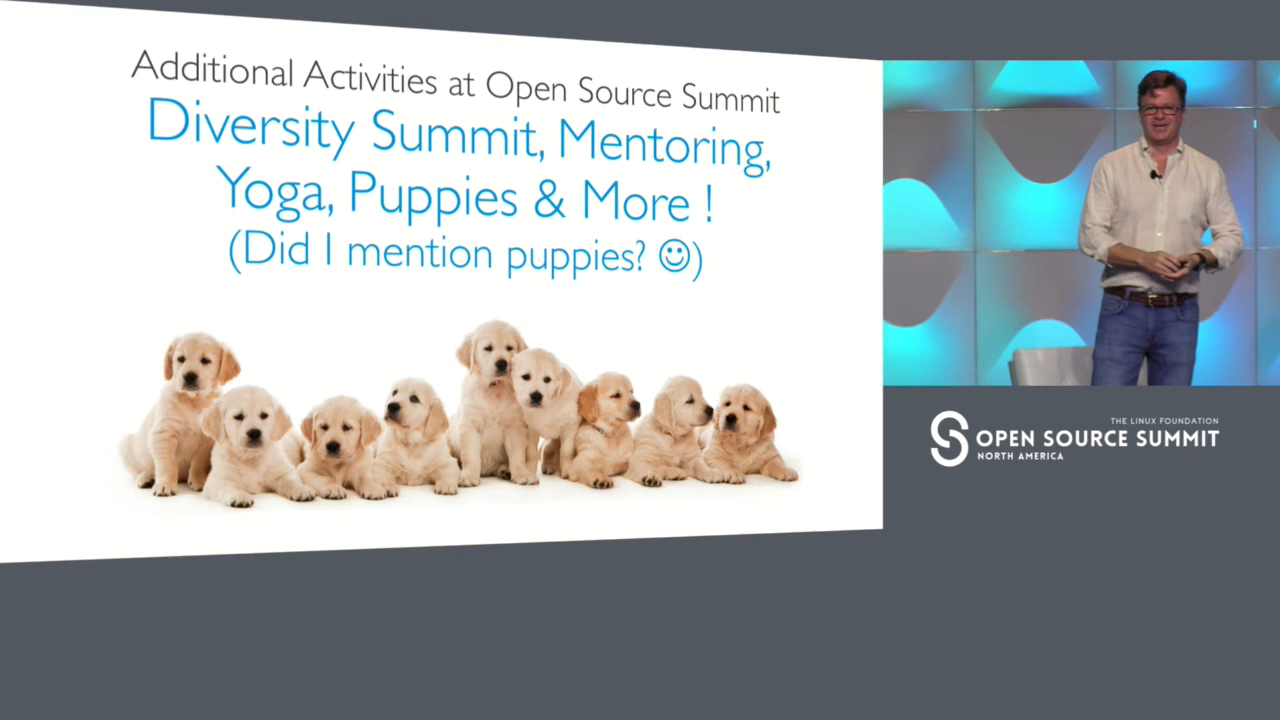 Additional Activities at Open Source Summit
Diversity Summit, Mentoring,
Yoga, Puppies & More !
(Did I mention puppies? ☺)
THE LINUX FOUNDATION
OPEN SOURCE SUMMIT
NORTH AMERICA